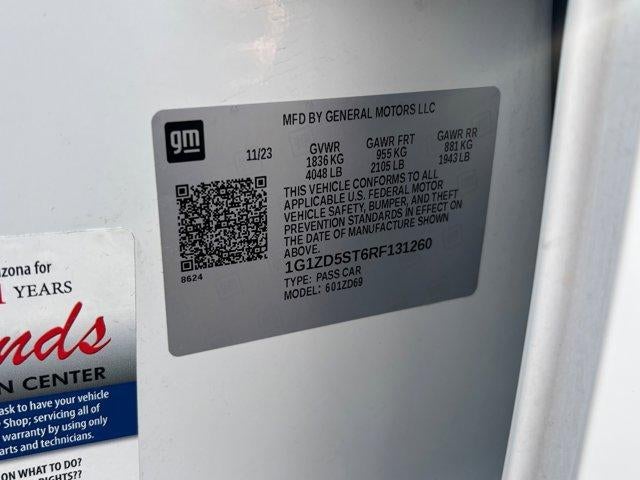 MFD BY GENERAL MOTORS LLC
gm
11/23
GVWR
1836 KG
4048 LB
GAWR FRT
955 KG
2105 LB
GAWR RR
881 KG
1943 LB
THIS VEHICLE CONFORMS TO ALL
APPLICABLE U.S. FEDERAL MOTOR
VEHICLE SAFETY, BUMPER, AND THEFT
PREVENTION STANDARDS IN EFFECT ON
THE DATE OF MANUFACTURE SHOWN
ABOVE.
1G1ZD5ST6RF131260
TYPE: PASS CAR
MODEL: 601ZD69
8624
zona for
1 YEARS
nds
N CENTER
ask to have your vehicle
Shop; servicing all of
warranty by using only
arts and technicians.
ON WHAT TO DO?
QUESTIONS??